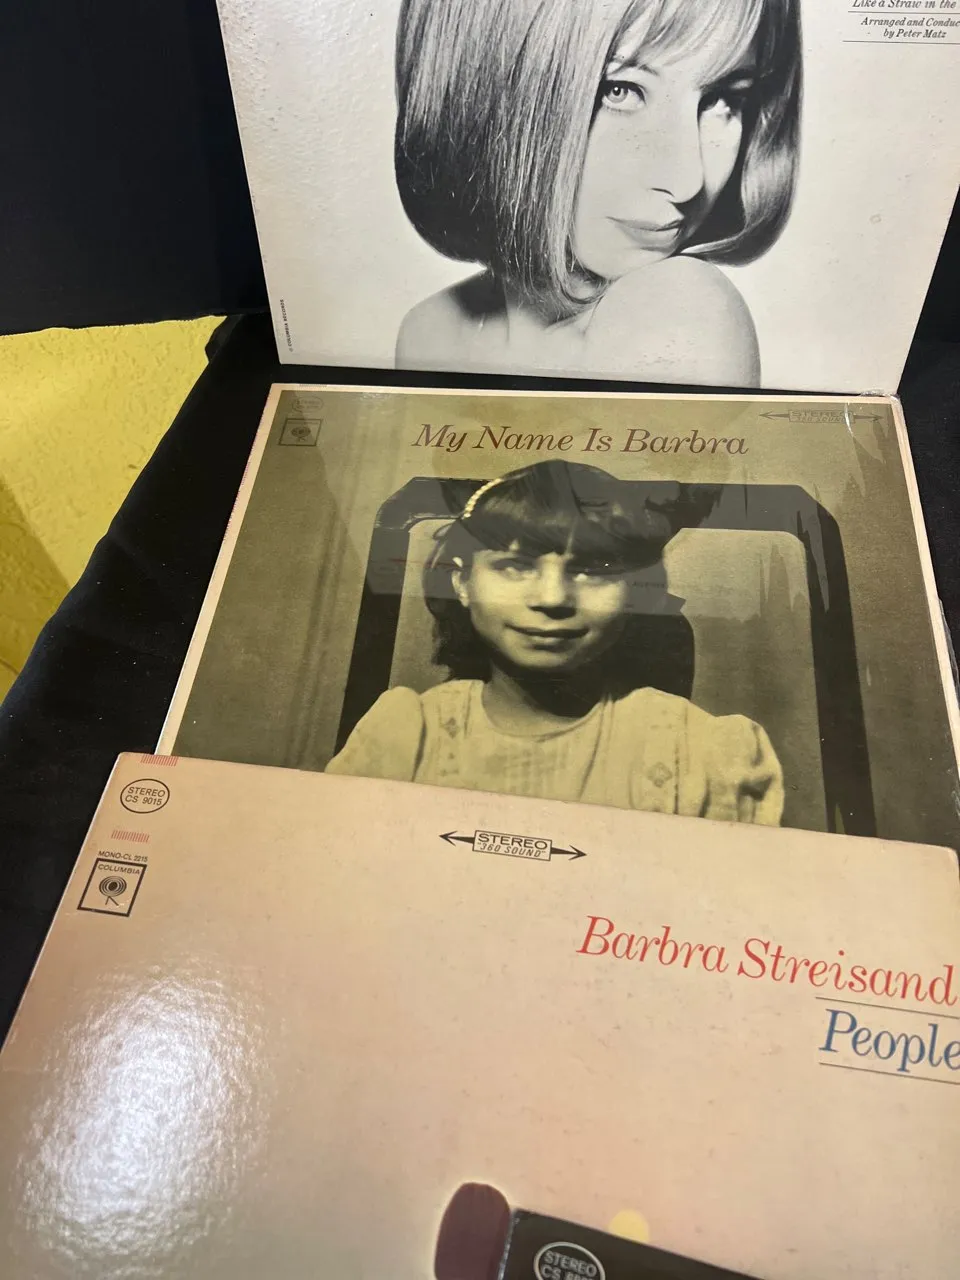 Like a Straw in the
Arranged and Conduc
by Peter Matz
© COLUMBIA RECORDS
STEREO
"360 SOUND"
My Name Is Barbra
STEREO
CS 9015
STEREO
"360 SOUND"
MONO-CL 2215
COLUMBIA
Barbra Streisand
People
STEREO
CS